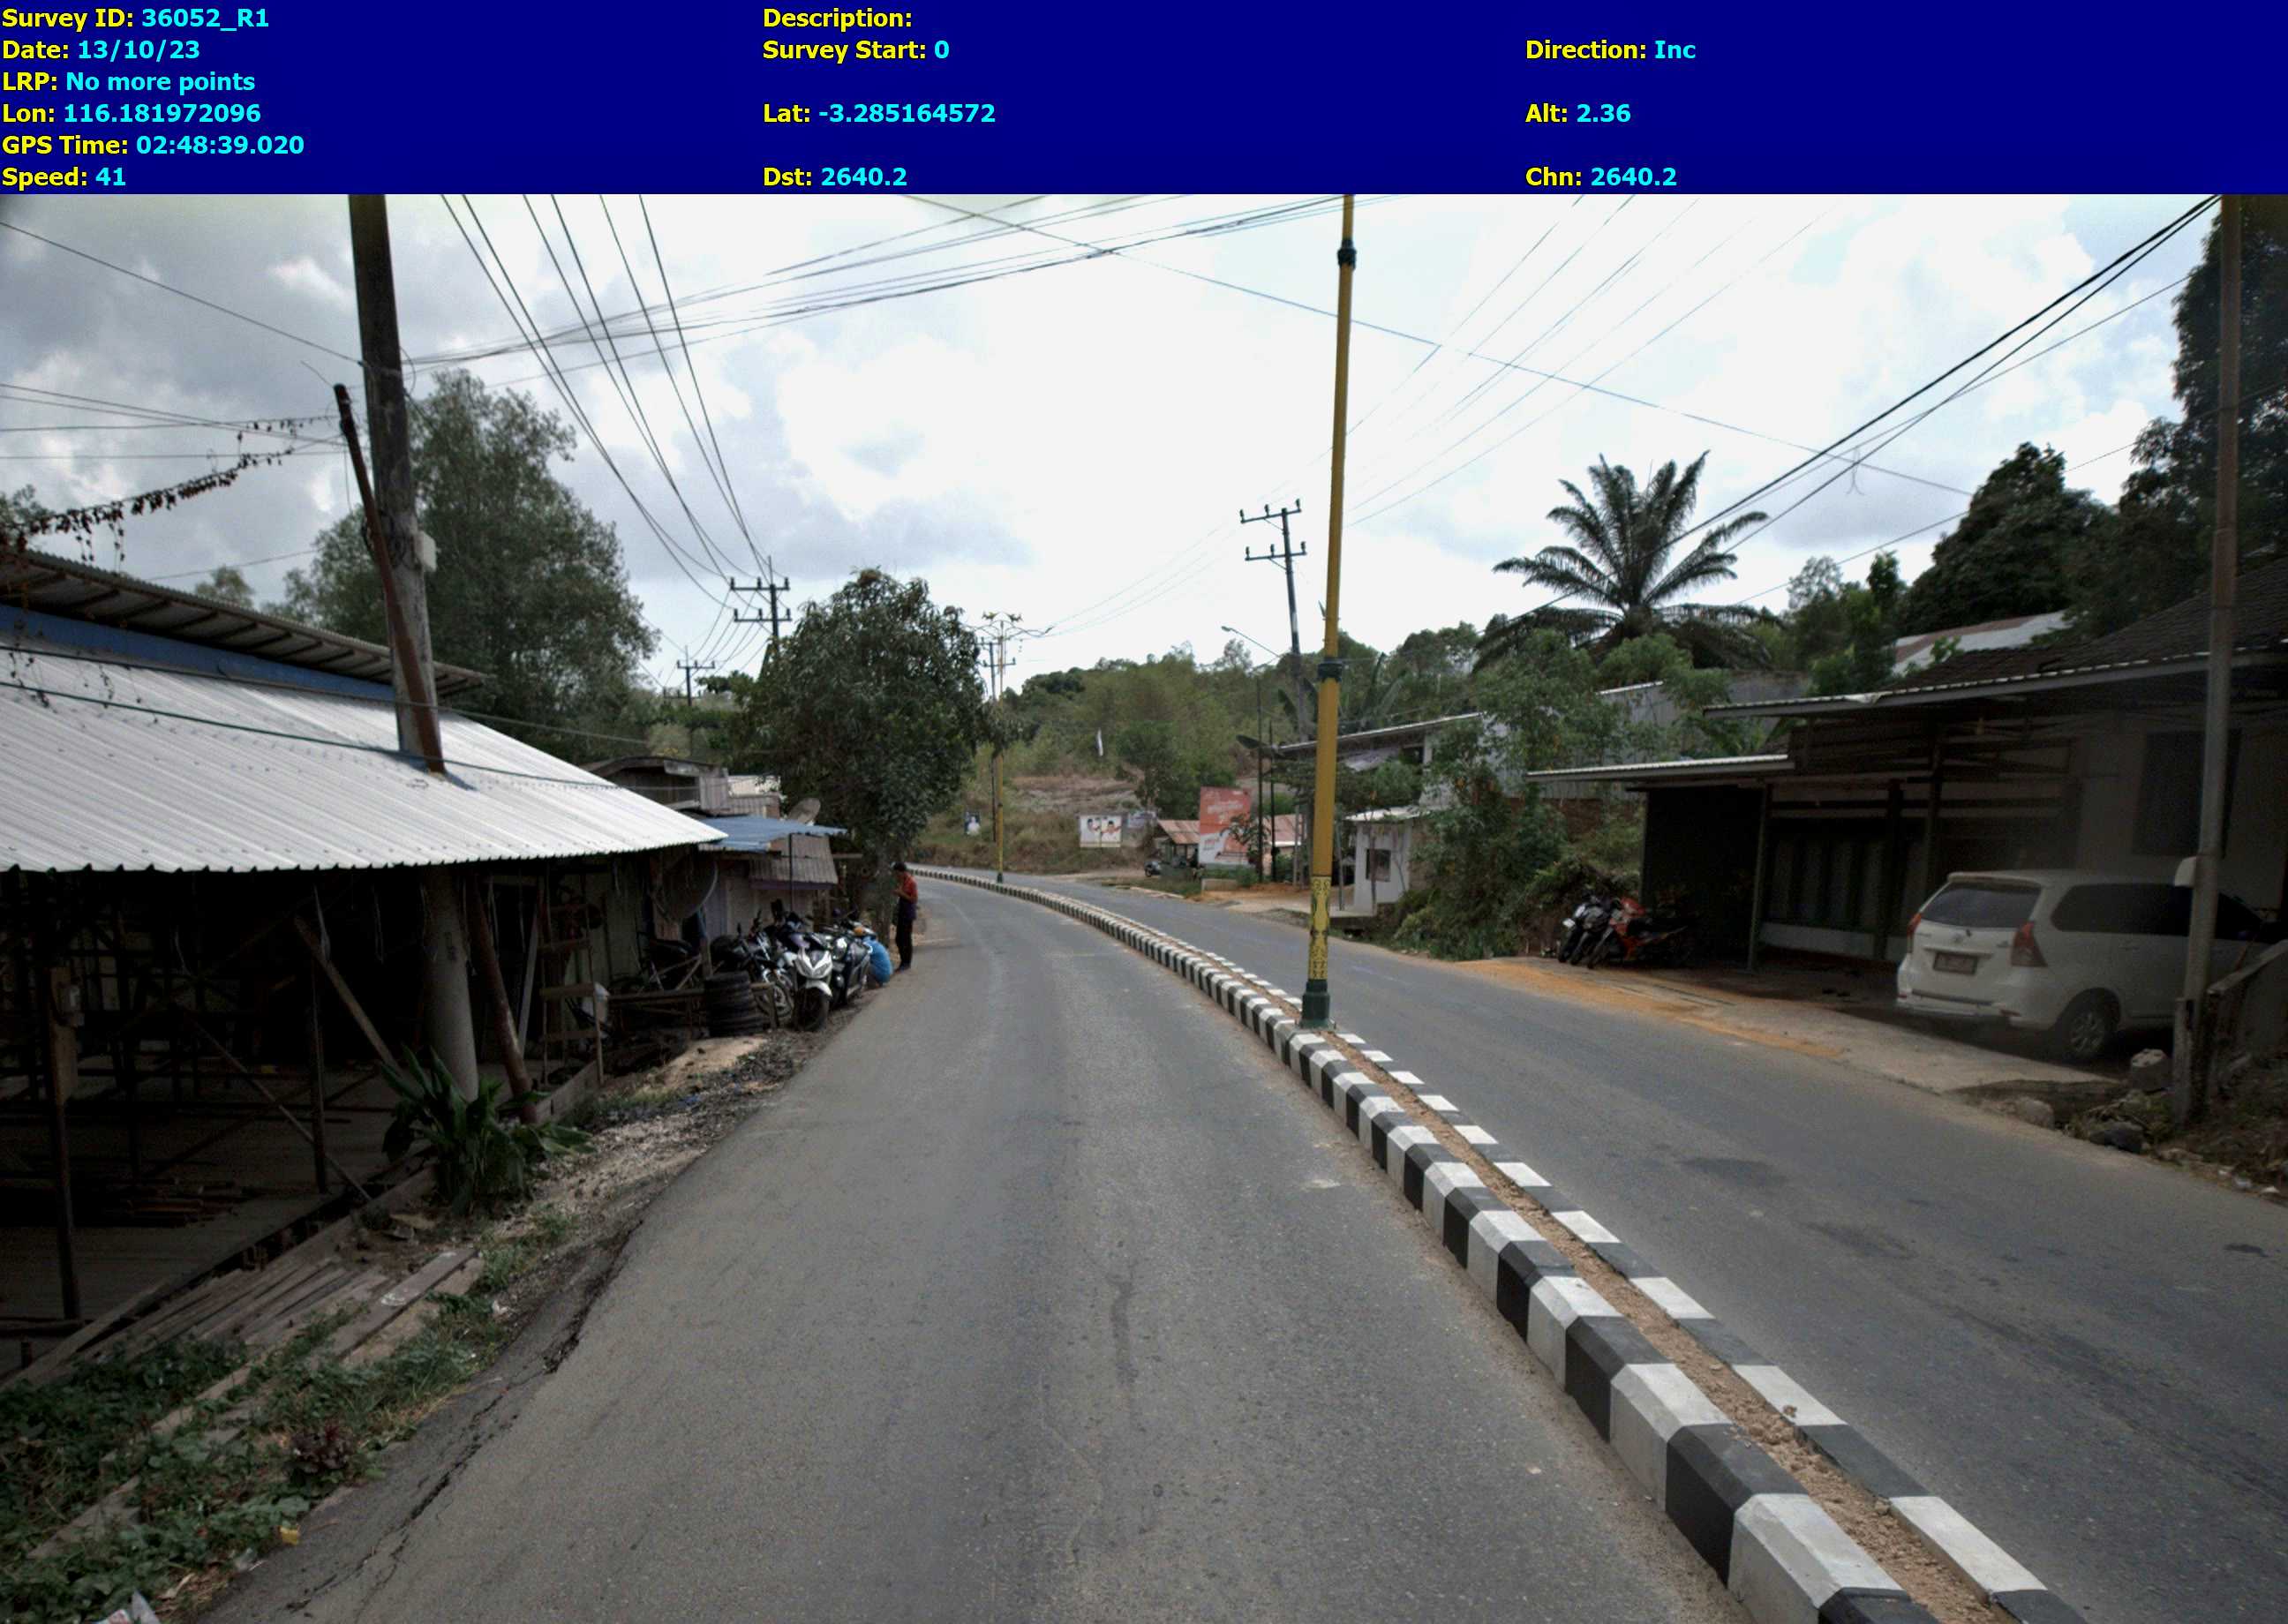 Survey ID: 36052_R1
Description:
Date: 13/10/23
Survey Start: 0
Direction: Inc
LRP: No more points
Lon: 116.181972096
Lat: -3.285164572
Alt: 2.36
GPS Time: 02:48:39.020
Speed: 41
Dst: 2640.2
Chn: 2640.2